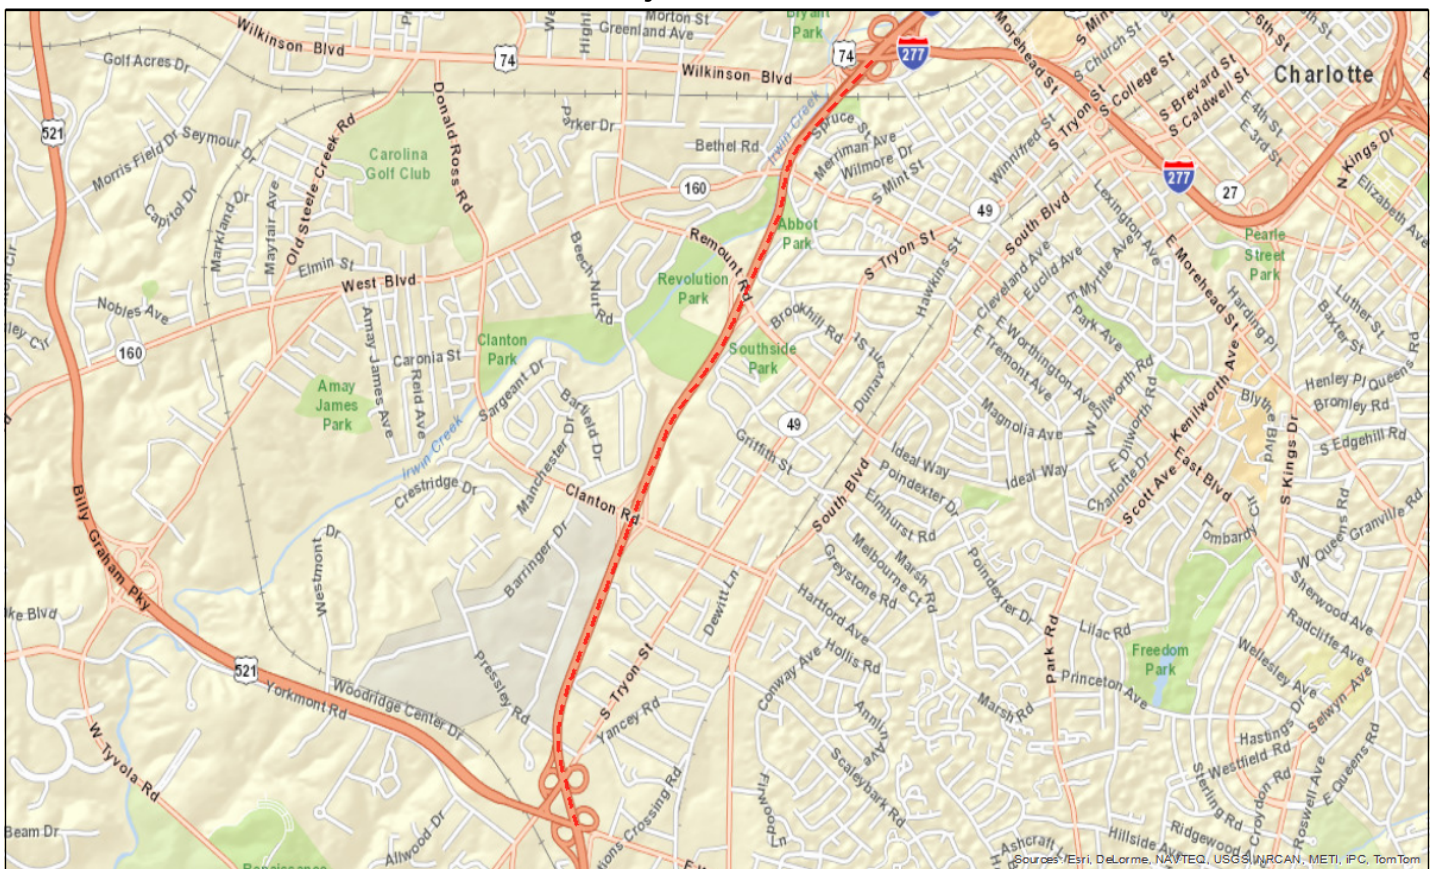 Wilkinson Blvd
Morton St
Greenland Ave
Bryant
Park
74
74
277
Golf Acres Dr
Wilkinson Blvd
Morehead St
S Church St
S College St
S Tryon St
S Brevard St
S Caldwell St
E 4th St
E 3rd St
Charlotte
521
Donald Ross Rd
Parker Dr
Irwin Creek
Spruce St
Merriman Ave
Wilmore Dr
S Mint St
Winnifred St
N Kings Dr
Elizabeth Ave
Morris Field Dr
Seymour Dr
Capitol Dr
Old Steele Creek Rd
Markland Dr
Mayfair Ave
Carolina
Golf Club
Bethel Rd
160
277
27
49
South Blvd
Lexington Ave
Abbot
Park
Remount Rd
Beech Nut Rd
Revolution
Park
S Tryon St
Hawkins St
Cleveland Ave
Euclid Ave
E Morehead St
Pearle
Street
Park
Elmin St
West Blvd
Nobles Ave
160
Amay James Ave
Caronia St
Reid Ave
Clanton
Park
Brookhill Rd
Southside
Park
Park Ave
E Worthington Ave
E Tremont Ave
Harding Pl
Luther St
Baxter St
Amay
James
Park
Sargeant Dr
Barfield Dr
Manchester Dr
Irwin Creek
49
Griffith St
Magnolia Ave
W Dilworth Rd
E Dilworth Rd
Kenilworth Ave
Blythe Blvd
Henley Pl
Queens Rd
Bromley Rd
S Edgehill Rd
S Kings Dr
Crestridge Dr
Clanton Rd
South Blvd
Ideal Way
Ideal Way
Poindexter Dr
Elmhurst Rd
Charlotte Dr
Scott Ave
East Blvd
W Queens Rd
Granville Rd
Billy Graham Pky
Westmont
Dr
Barringer Dr
Dewitt Ln
Melbourne Ct
Greystone Rd
Marsh Rd
Poindexter Dr
Hartford Ave
Lilac Rd
Park Rd
Sherwood Ave
Radcliffe Ave
Freedom
Park
521
Yorkmont Rd
Woodridge Center Dr
Pressley Rd
S Tryon St
Yancey Rd
Conway Ave
Hollis Rd
Princeton Ave
Wellesley Ave
Selwyn Ave
W Tyvola Rd
Marsh Rd
Annlin Ave
Scaleybark Rd
Hastings Dr
Westfield Rd
Sterling Rd
Croydon Rd
Roswell Ave
E Queens Rd
Beam Dr
Allwood Dr
Firwood Ln
Hillside Ave
Ridgewood Ave
Sources: Esri, DeLorme, NAVTEQ, USGS, NRCAN, METI, iPC, TomTom